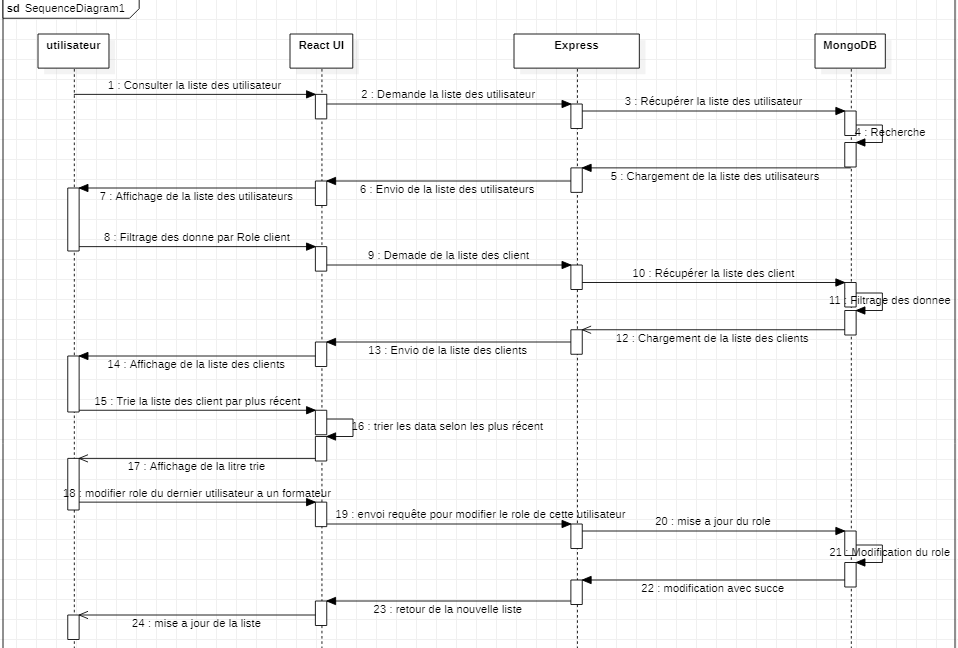 sd SequenceDiagram1
utilisateur
React UI
Express
MongoDB
1 : Consulter la liste des utilisateur
2 : Demande la liste des utilisateur
3 : Récupérer la liste des utilisateur
4 : Recherche
5 : Chargement de la liste des utilisateurs
6 : Envio de la liste des utilisateurs
7 : Affichage de la liste des utilisateurs
8 : Filtrage des donne par Role client
9 : Demade de la liste des client
10 : Récupérer la liste des client
11 : Filtrage des donnee
12 : Chargement de la liste des clients
13 : Envio de la liste des clients
14 : Affichage de la liste des clients
15 : Trie la liste des client par plus récent
16 : trier les data selon les plus récent
17 : Affichage de la litre trie
18 : modifier role du dernier utilisateur a un formateur
19 : envoi requête pour modifier le role de cette utilisateur
20 : mise a jour du role
21 : Modification du role
22 : modification avec succe
23 : retour de la nouvelle liste
24 : mise a jour de la liste